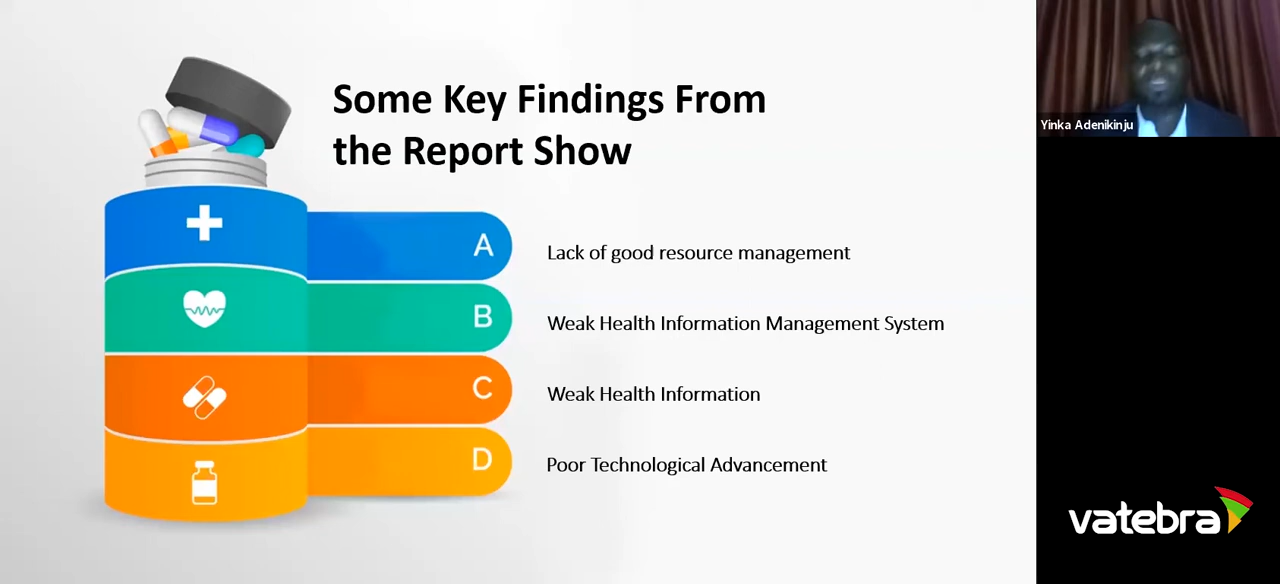 Some Key Findings From
the Report Show
A
Lack of good resource management
B
Weak Health Information Management System
C
Weak Health Information
D
Poor Technological Advancement
Yinka Adenikinju
vatebra